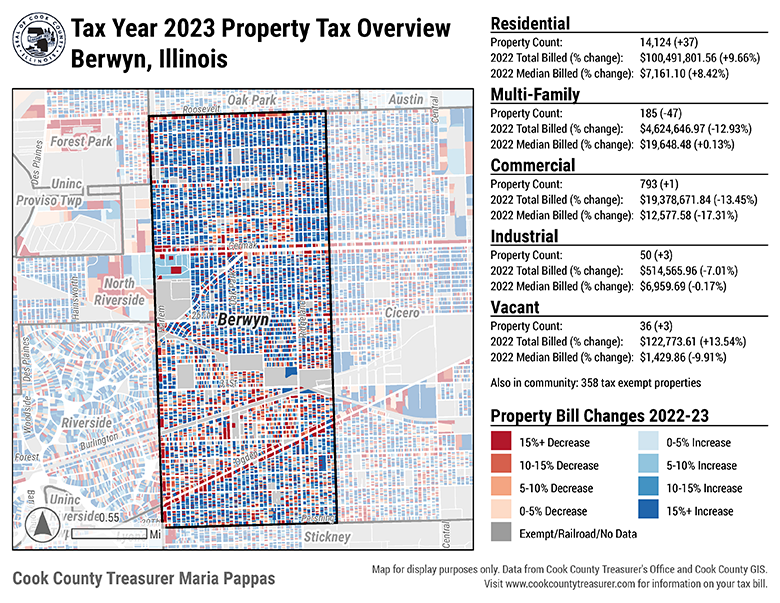 SEAL OF COOK COUNTY
ILLINOIS
Tax Year 2023 Property Tax Overview
Berwyn, Illinois
Oak Park
Austin
Roosevelt
Central
Forest Park
Des Plaines
Uninc
Proviso Twp
Cermak
North
Riverside
Harlem
26th
Berwyn
Ridgeland
Cicero
31ST
Des Plaines
Woodside
Riverside
Burlington
Forest
Ogden
Bell
Uninc
verside
0.55
39TH
Pershing
Mi
Lyons
Stickney
Central
Residential
Property Count: 14,124 (+37)
2022 Total Billed (% change): $100,491,801.56 (+9.66%)
2022 Median Billed (% change): $7,161.10 (+8.42%)
Multi-Family
Property Count: 185 (-47)
2022 Total Billed (% change): $4,624,646.97 (-12.93%)
2022 Median Billed (% change): $19,648.48 (+0.13%)
Commercial
Property Count: 793 (+1)
2022 Total Billed (% change): $19,378,671.84 (-13.45%)
2022 Median Billed (% change): $12,577.58 (-17.31%)
Industrial
Property Count: 50 (+3)
2022 Total Billed (% change): $514,565.96 (-7.01%)
2022 Median Billed (% change): $6,959.69 (-0.17%)
Vacant
Property Count: 36 (+3)
2022 Total Billed (% change): $122,773.61 (+13.54%)
2022 Median Billed (% change): $1,429.86 (-9.91%)
Also in community: 358 tax exempt properties
Property Bill Changes 2022-23
15%+ Decrease
0-5% Increase
10-15% Decrease
5-10% Increase
5-10% Decrease
10-15% Increase
0-5% Decrease
15%+ Increase
Exempt/Railroad/No Data
Cook County Treasurer Maria Pappas
Map for display purposes only. Data from Cook County Treasurer's Office and Cook County GIS.
Visit www.cookcountytreasurer.com for information on your tax bill.